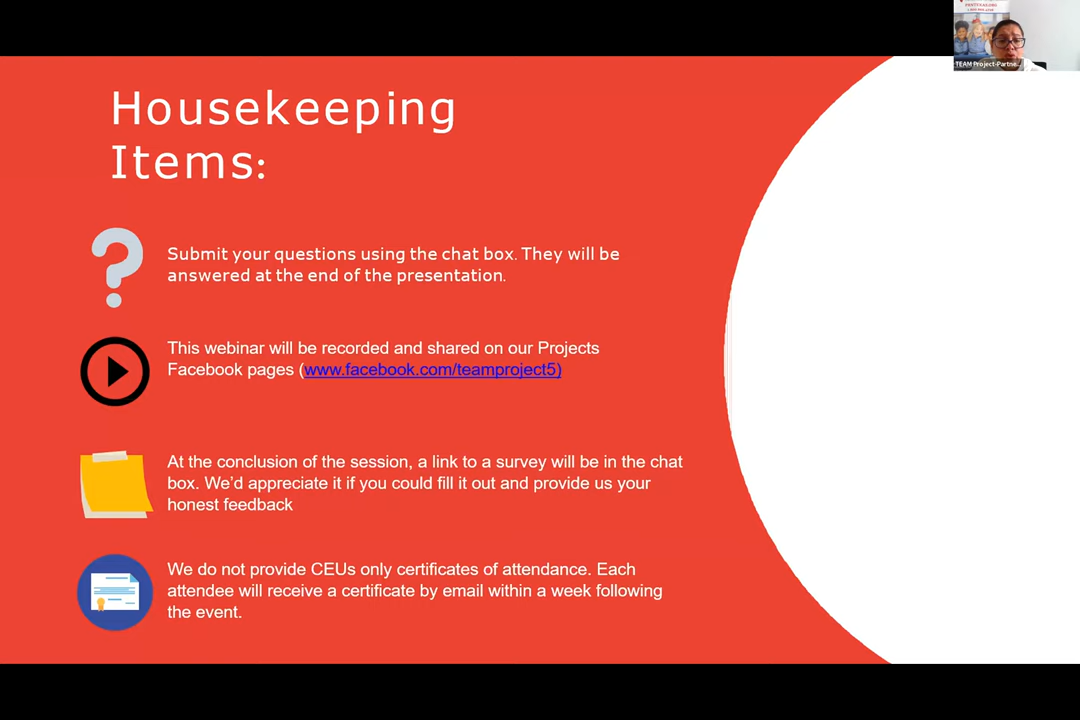 Housekeeping
Items:
Submit your questions using the chat box. They will be
answered at the end of the presentation.
This webinar will be recorded and shared on our Projects
Facebook pages (www.facebook.com/teamproject5)
At the conclusion of the session, a link to a survey will be in the chat
box. We’d appreciate it if you could fill it out and provide us your
honest feedback
We do not provide CEUs only certificates of attendance. Each
attendee will receive a certificate by email within a week following
the event.
TEAM Project-Partne...